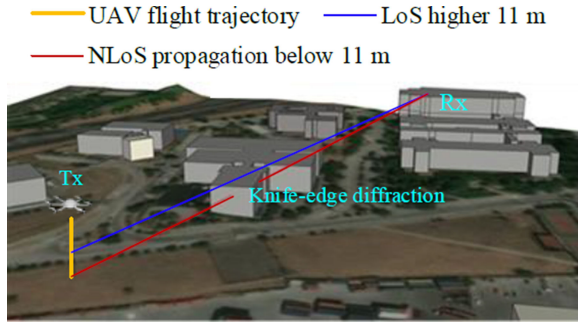 UAV flight trajectory
LoS higher 11 m
NLoS propagation below 11 m
Rx
Tx
Knife-edge diffraction